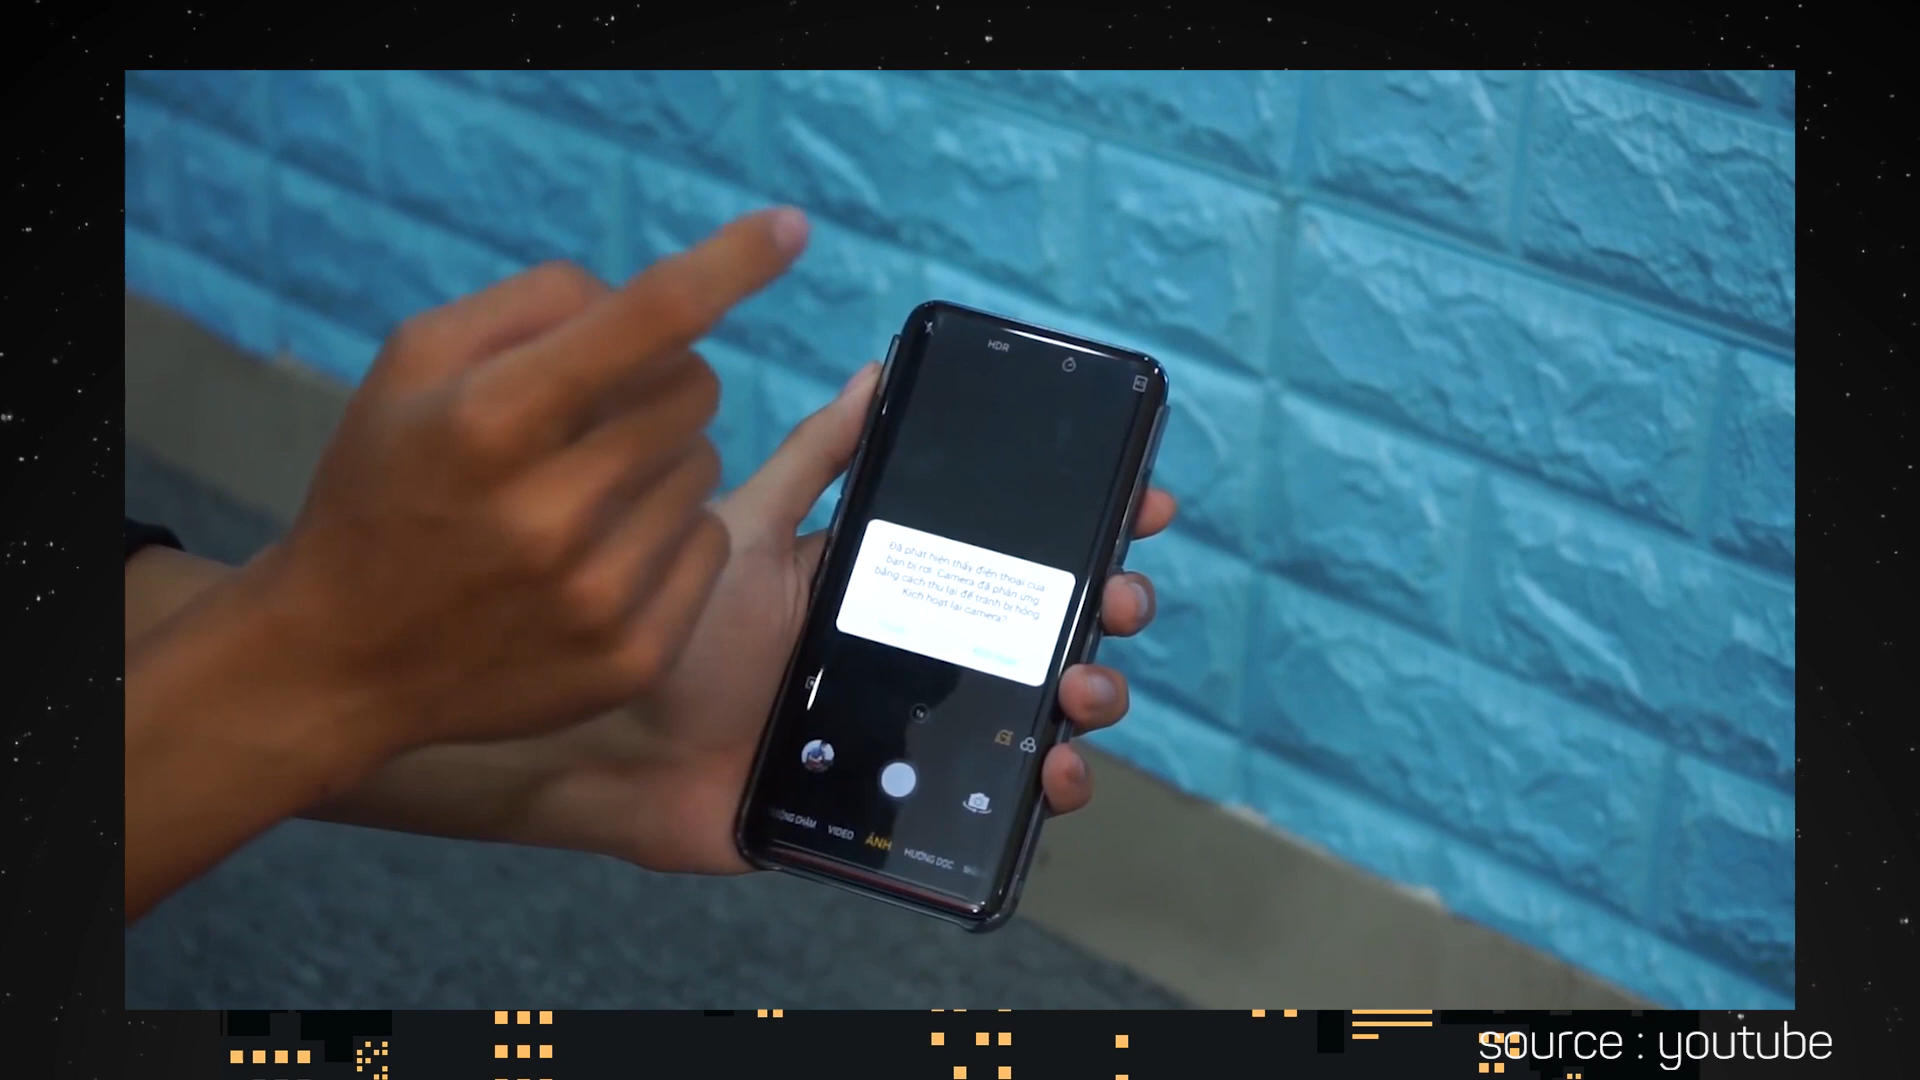 HDR
Đã phát hiện thấy điện thoại của
bạn bị rơi. Camera đã phản ứng
bằng cách thu lại để tránh bị hỏng.
Kích hoạt lại camera?
1x
VIDEO
ẢNH
source : youtube